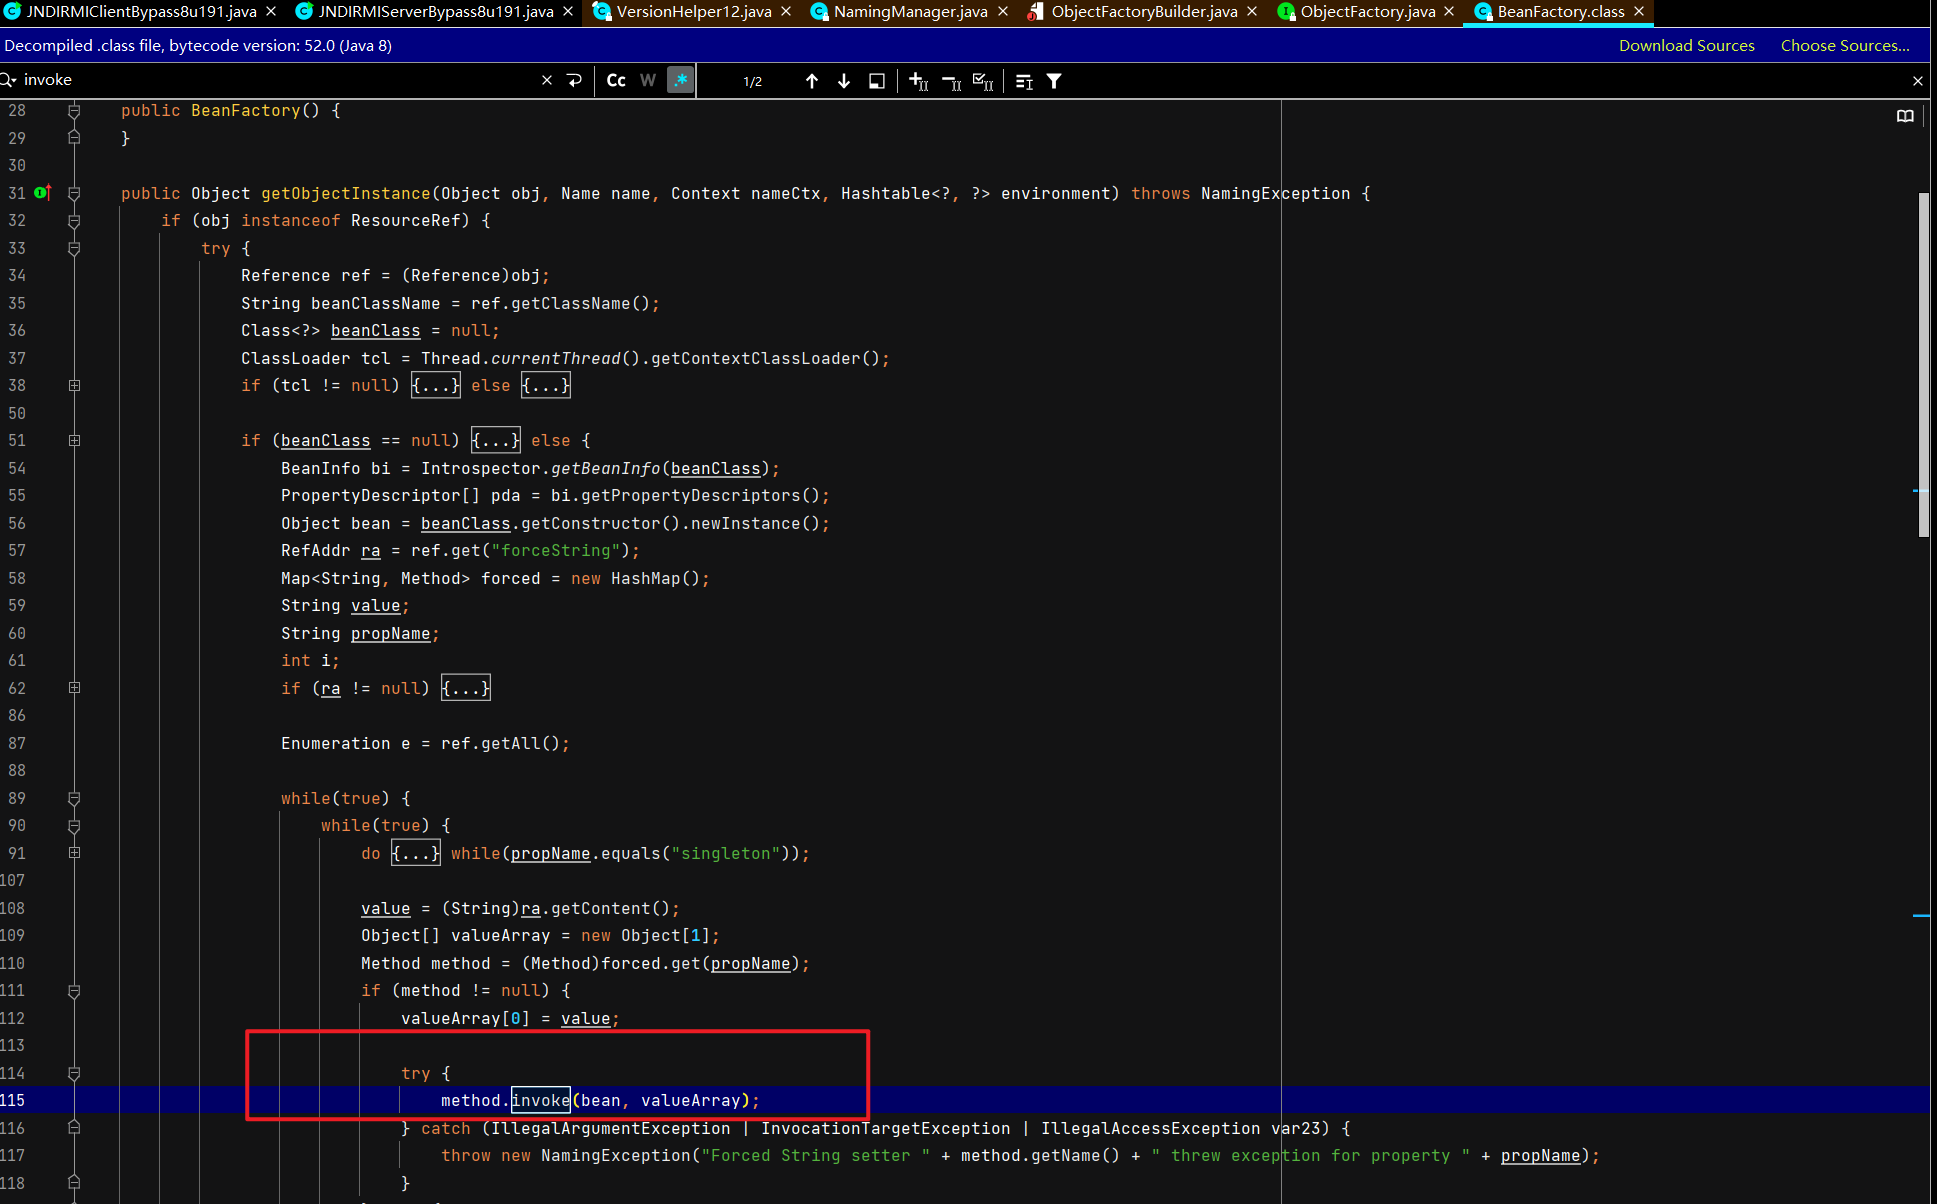 JNDIRMIClientBypass8u191.java JNDIRMIServerBypass8u191.java VersionHelper12.java NamingManager.java ObjectFactoryBuilder.java ObjectFactory.java BeanFactory.class
Decompiled .class file, bytecode version: 52.0 (Java 8) Download Sources Choose Sources...
invoke Cc W .* 1/2
28 public BeanFactory() {
29 }
30
31 public Object getObjectInstance(Object obj, Name name, Context nameCtx, Hashtable<?, ?> environment) throws NamingException {
32 if (obj instanceof ResourceRef) {
33 try {
34 Reference ref = (Reference)obj;
35 String beanClassName = ref.getClassName();
36 Class<?> beanClass = null;
37 ClassLoader tcl = Thread.currentThread().getContextClassLoader();
38 if (tcl != null) {...} else {...}
50
51 if (beanClass == null) {...} else {
54 BeanInfo bi = Introspector.getBeanInfo(beanClass);
55 PropertyDescriptor[] pda = bi.getPropertyDescriptors();
56 Object bean = beanClass.getConstructor().newInstance();
57 RefAddr ra = ref.get("forceString");
58 Map<String, Method> forced = new HashMap();
59 String value;
60 String propName;
61 int i;
62 if (ra != null) {...}
86
87 Enumeration e = ref.getAll();
88
89 while(true) {
90 while(true) {
91 do {...} while(propName.equals("singleton"));
107
108 value = (String)ra.getContent();
109 Object[] valueArray = new Object[1];
110 Method method = (Method)forced.get(propName);
111 if (method != null) {
112 valueArray[0] = value;
113
114 try {
115 method.invoke(bean, valueArray);
116 } catch (IllegalArgumentException | InvocationTargetException | IllegalAccessException var23) {
117 throw new NamingException("Forced String setter " + method.getName() + " threw exception for property " + propName);
118 }